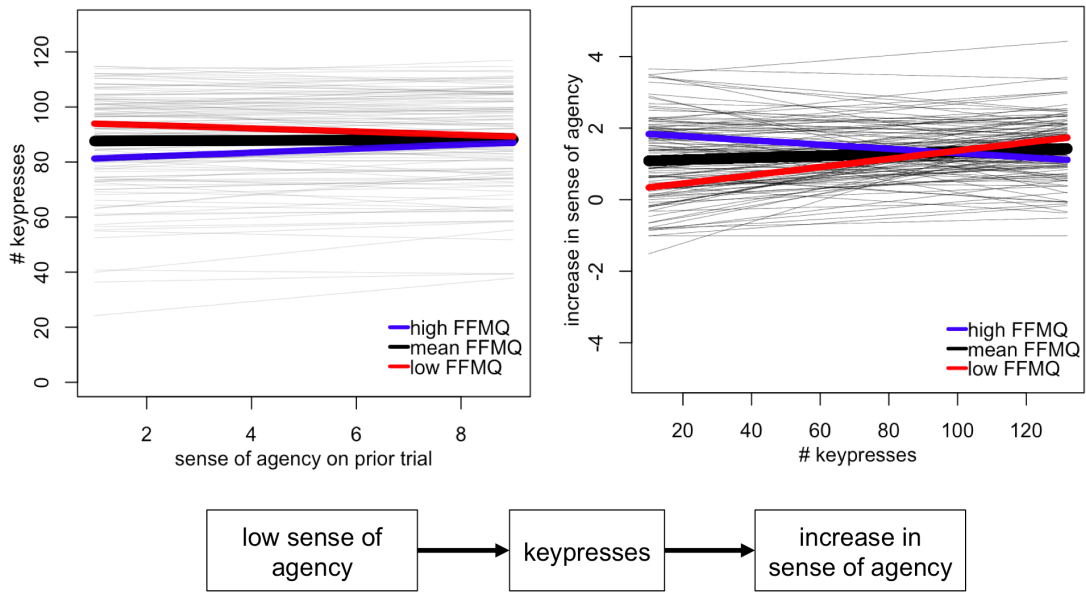 # keypresses
120
100
80
60
40
20
0
2 4 6 8
sense of agency on prior trial
high FFMQ
mean FFMQ
low FFMQ
increase in sense of agency
4
2
0
-2
-4
20 40 60 80 100 120
# keypresses
high FFMQ
mean FFMQ
low FFMQ
low sense of
agency
keypresses
increase in
sense of agency